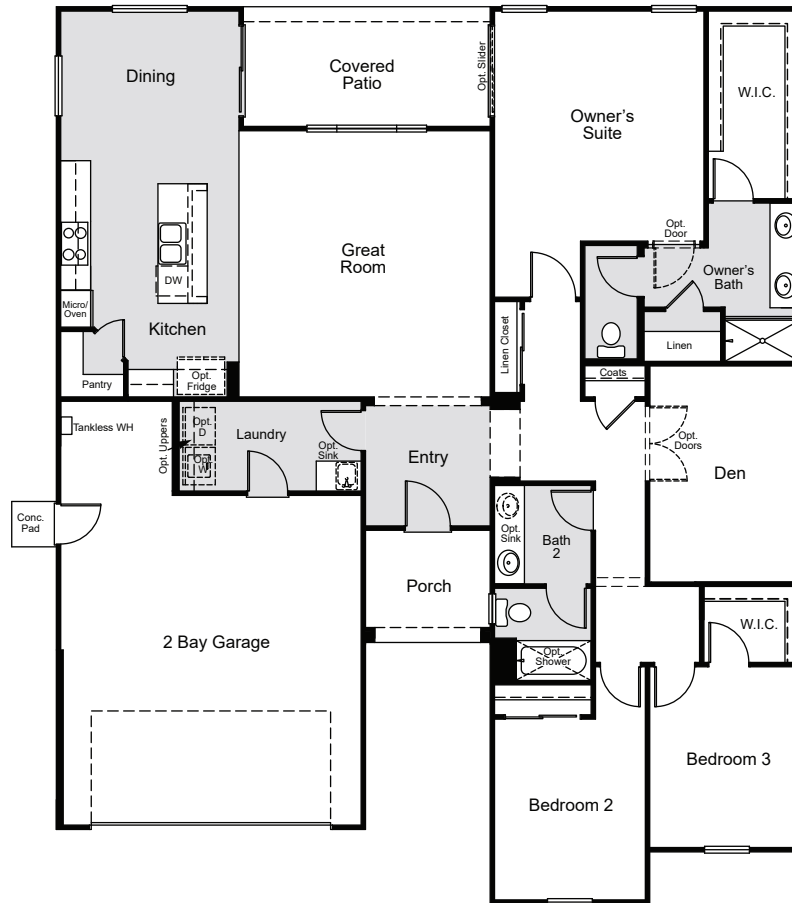 Dining
Covered
Patio
Opt. Slider
Owner's
Suite
W.I.C.
Great
Room
Opt.
Door
Owner's
Bath
DW
Micro/
Oven
Kitchen
Linen Closet
Linen
Pantry
Opt.
Fridge
Coats
Tankless WH
Opt. Uppers
Opt.
D
Opt.
W
Laundry
Opt.
Sink
Entry
Opt.
Doors
Den
Conc.
Pad
Opt.
Sink
Bath
2
Porch
2 Bay Garage
Opt.
Shower
W.I.C.
Bedroom 3
Bedroom 2